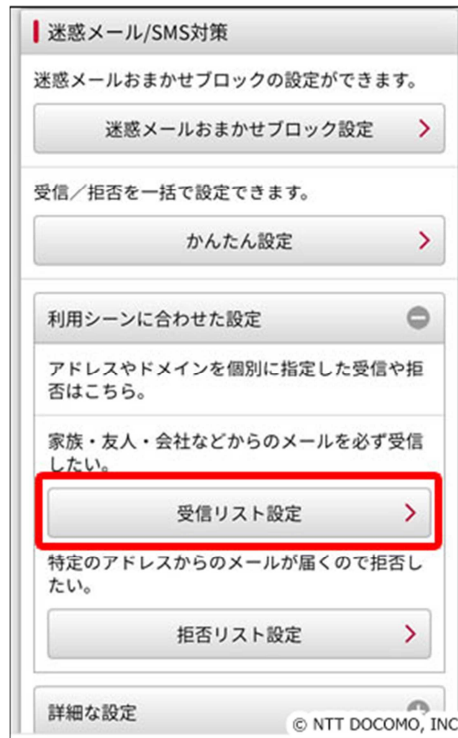 迷惑メール/SMS対策
迷惑メールおまかせブロックの設定ができます。
迷惑メールおまかせブロック設定
受信／拒否を一括で設定できます。
かんたん設定
利用シーンに合わせた設定
アドレスやドメインを個別に指定した受信や拒
否はこちら。
家族・友人・会社などからのメールを必ず受信
したい。
受信リスト設定
特定のアドレスからのメールが届くので拒否し
たい。
拒否リスト設定
詳細な設定
© NTT DOCOMO, INC